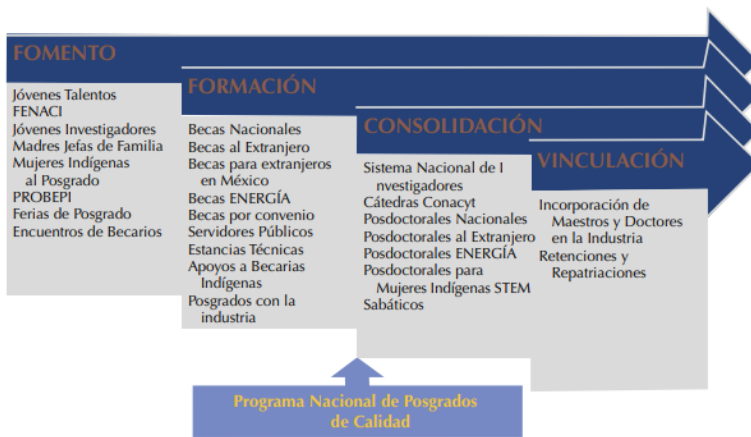 FOMENTO
Jóvenes Talentos
FENACI
Jóvenes Investigadores
Madres Jefas de Familia
Mujeres Indígenas
al Posgrado
PROBEPI
Ferias de Posgrado
Encuentros de Becarios
FORMACIÓN
Becas Nacionales
Becas al Extranjero
Becas para extranjeros
en México
Becas ENERGÍA
Becas por convenio
Servidores Públicos
Estancias Técnicas
Apoyos a Becarias
Indígenas
Posgrados con la
industria
CONSOLIDACIÓN
Sistema Nacional de I
nvestigadores
Cátedras Conacyt
Posdoctorales Nacionales
Posdoctorales al Extranjero
Posdoctorales ENERGÍA
Posdoctorales para
Mujeres Indígenas STEM
Sabáticos
VINCULACIÓN
Incorporación de
Maestros y Doctores
en la Industria
Retenciones y
Repatriaciones
Programa Nacional de Posgrados
de Calidad